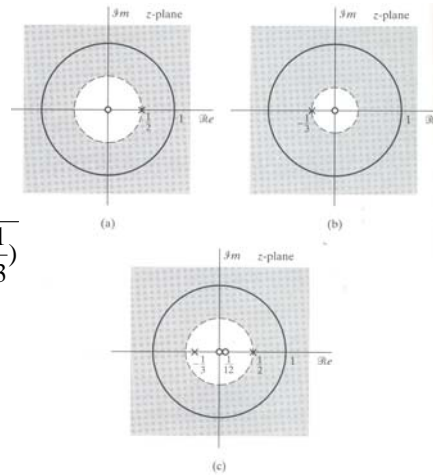 𝓘m z-plane
1/2 1 𝓡e
(a)
𝓘m z-plane
-1/3 1
(b)
1/3)
𝓘m z-plane
-1/3 1/12 1/2 1 𝓡e
(c)